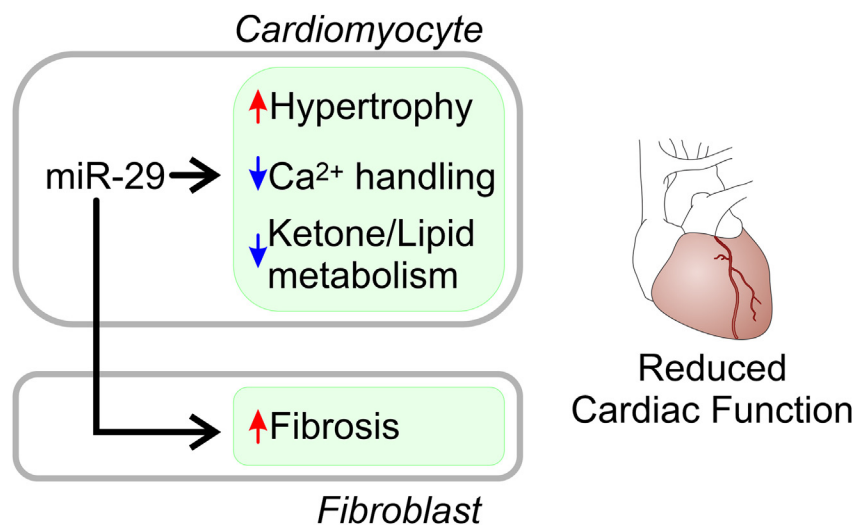 Cardiomyocyte
Hypertrophy
miR-29
Ca²⁺ handling
Ketone/Lipid
metabolism
Fibrosis
Fibroblast
Reduced
Cardiac Function